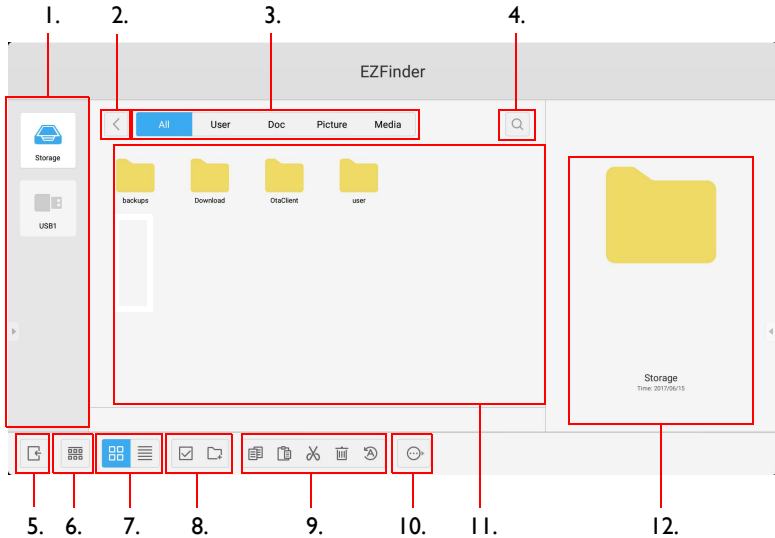 1. 2. 3. 4.
EZFinder
All User Doc Picture Media
Storage
backups Download OtaClient user
USB1
Storage
Time: 2017/06/15
5. 6. 7. 8. 9. 10. 11. 12.